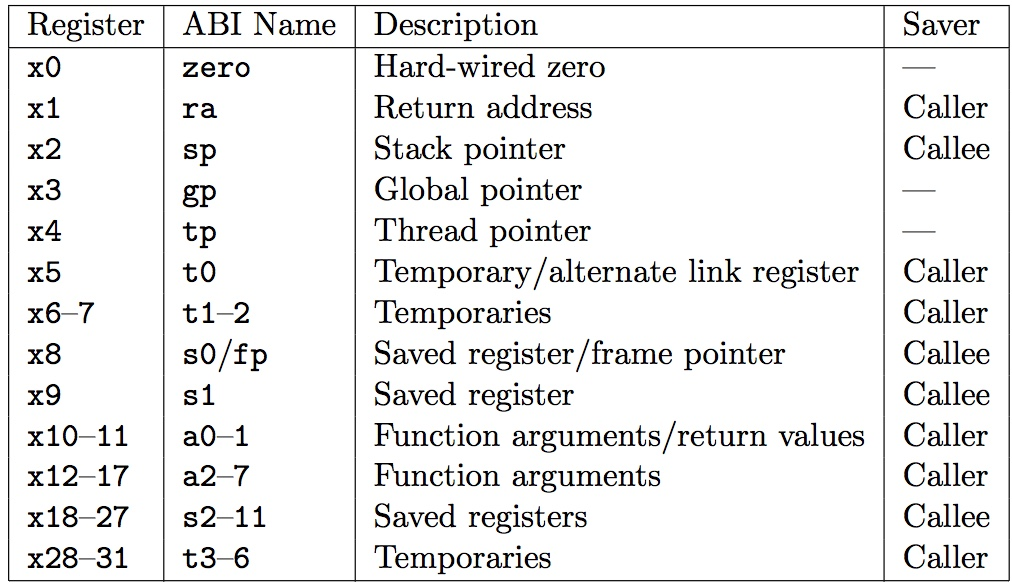 Register ABI Name Description Saver
x0 zero Hard-wired zero —
x1 ra Return address Caller
x2 sp Stack pointer Callee
x3 gp Global pointer —
x4 tp Thread pointer —
x5 t0 Temporary/alternate link register Caller
x6–7 t1–2 Temporaries Caller
x8 s0/fp Saved register/frame pointer Callee
x9 s1 Saved register Callee
x10–11 a0–1 Function arguments/return values Caller
x12–17 a2–7 Function arguments Caller
x18–27 s2–11 Saved registers Callee
x28–31 t3–6 Temporaries Caller